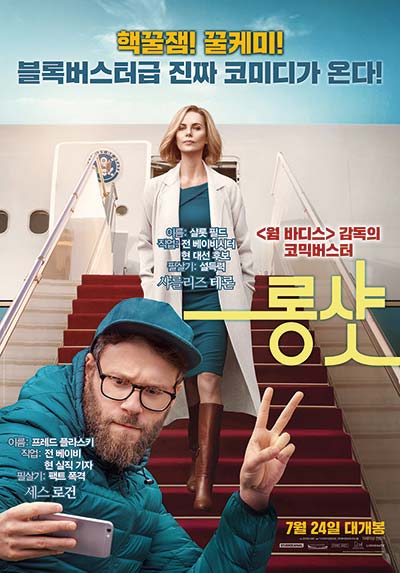 핵꿀잼! 꿀케미!
블록버스터급 진짜 코미디가 온다!
이름: 샬롯 필드
직업: 전 베이비시터
현 대선 후보
필살기: 설득력
샤를리즈 테론
<웜 바디스> 감독의
코믹버스터
롱샷
이름: 프레드 플라스키
직업: 전 베이비
현 실직 기자
필살기: 팩트 폭격
세스 로건
7월 24일 대개봉